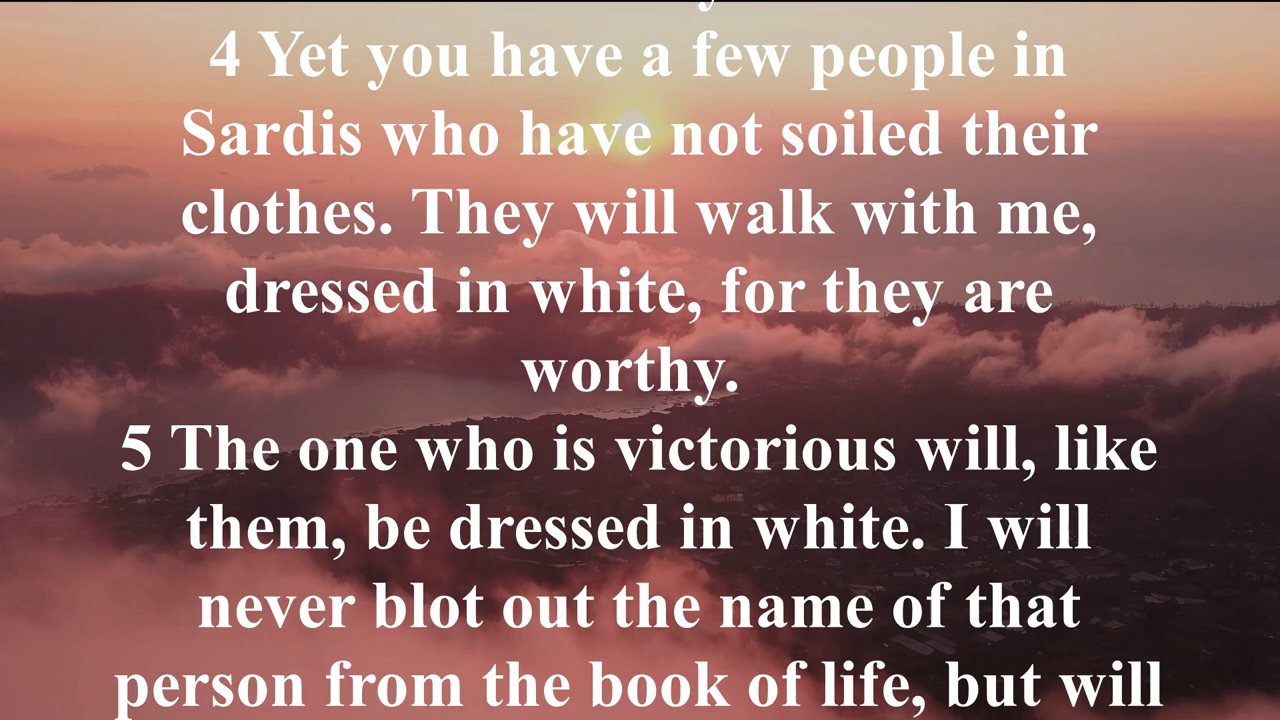 4 Yet you have a few people in
Sardis who have not soiled their
clothes. They will walk with me,
dressed in white, for they are
worthy.
5 The one who is victorious will, like
them, be dressed in white. I will
never blot out the name of that
person from the book of life, but will